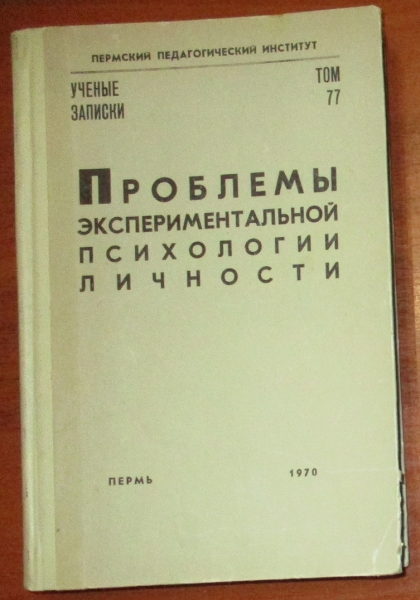 ПЕРМСКИЙ ПЕДАГОГИЧЕСКИЙ ИНСТИТУТ
УЧЕНЫЕ ТОМ
ЗАПИСКИ 77
ПРОБЛЕМЫ
ЭКСПЕРИМЕНТАЛЬНОЙ
ПСИХОЛОГИИ
ЛИЧНОСТИ
ПЕРМЬ 1970